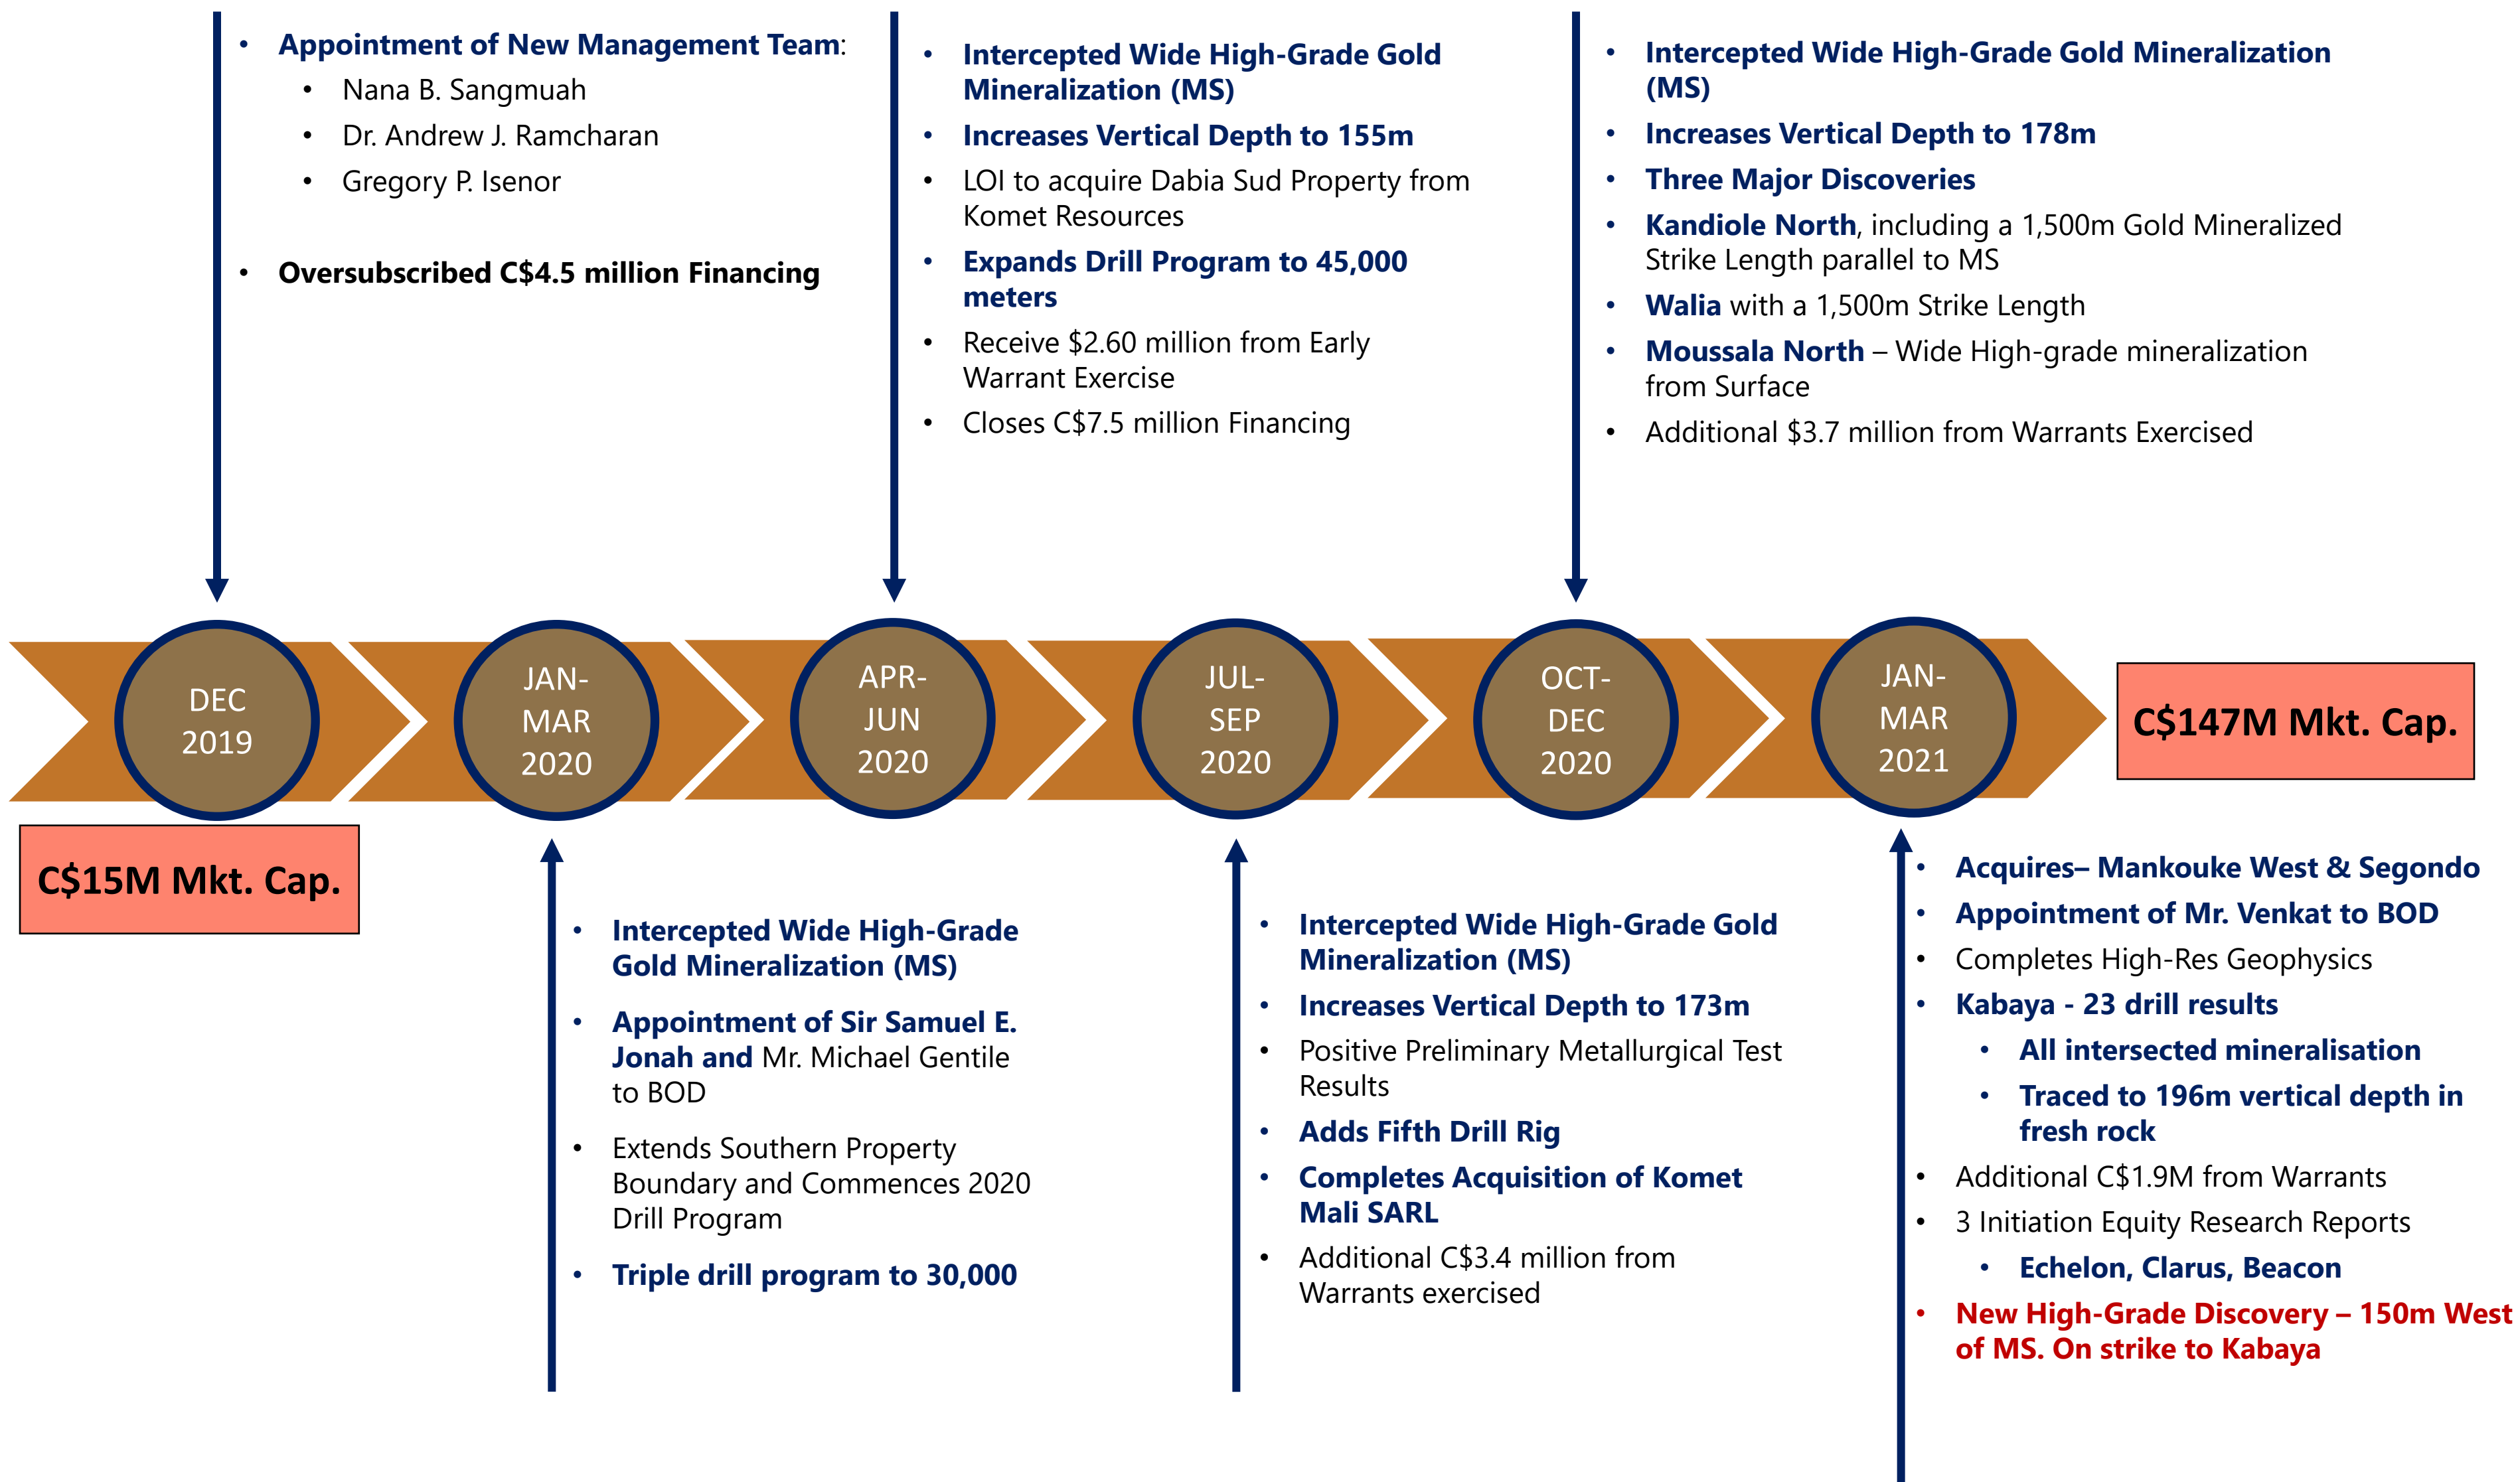 • Appointment of New Management Team:
• Nana B. Sangmuah
• Dr. Andrew J. Ramcharan
• Gregory P. Isenor
• Oversubscribed C$4.5 million Financing
• Intercepted Wide High-Grade Gold
Mineralization (MS)
• Increases Vertical Depth to 155m
• LOI to acquire Dabia Sud Property from
Komet Resources
• Expands Drill Program to 45,000
meters
• Receive $2.60 million from Early
Warrant Exercise
• Closes C$7.5 million Financing
• Intercepted Wide High-Grade Gold Mineralization
(MS)
• Increases Vertical Depth to 178m
• Three Major Discoveries
• Kandiole North, including a 1,500m Gold Mineralized
Strike Length parallel to MS
• Walia with a 1,500m Strike Length
• Moussala North – Wide High-grade mineralization
from Surface
• Additional $3.7 million from Warrants Exercised
DEC
2019
JAN-
MAR
2020
APR-
JUN
2020
JUL-
SEP
2020
OCT-
DEC
2020
JAN-
MAR
2021
C$147M Mkt. Cap.
C$15M Mkt. Cap.
• Intercepted Wide High-Grade
Gold Mineralization (MS)
• Appointment of Sir Samuel E.
Jonah and Mr. Michael Gentile
to BOD
• Extends Southern Property
Boundary and Commences 2020
Drill Program
• Triple drill program to 30,000
• Intercepted Wide High-Grade Gold
Mineralization (MS)
• Increases Vertical Depth to 173m
• Positive Preliminary Metallurgical Test
Results
• Adds Fifth Drill Rig
• Completes Acquisition of Komet
Mali SARL
• Additional C$3.4 million from
Warrants exercised
• Acquires– Mankouke West & Segondo
• Appointment of Mr. Venkat to BOD
• Completes High-Res Geophysics
• Kabaya - 23 drill results
• All intersected mineralisation
• Traced to 196m vertical depth in
fresh rock
• Additional C$1.9M from Warrants
• 3 Initiation Equity Research Reports
• Echelon, Clarus, Beacon
• New High-Grade Discovery – 150m West
of MS. On strike to Kabaya